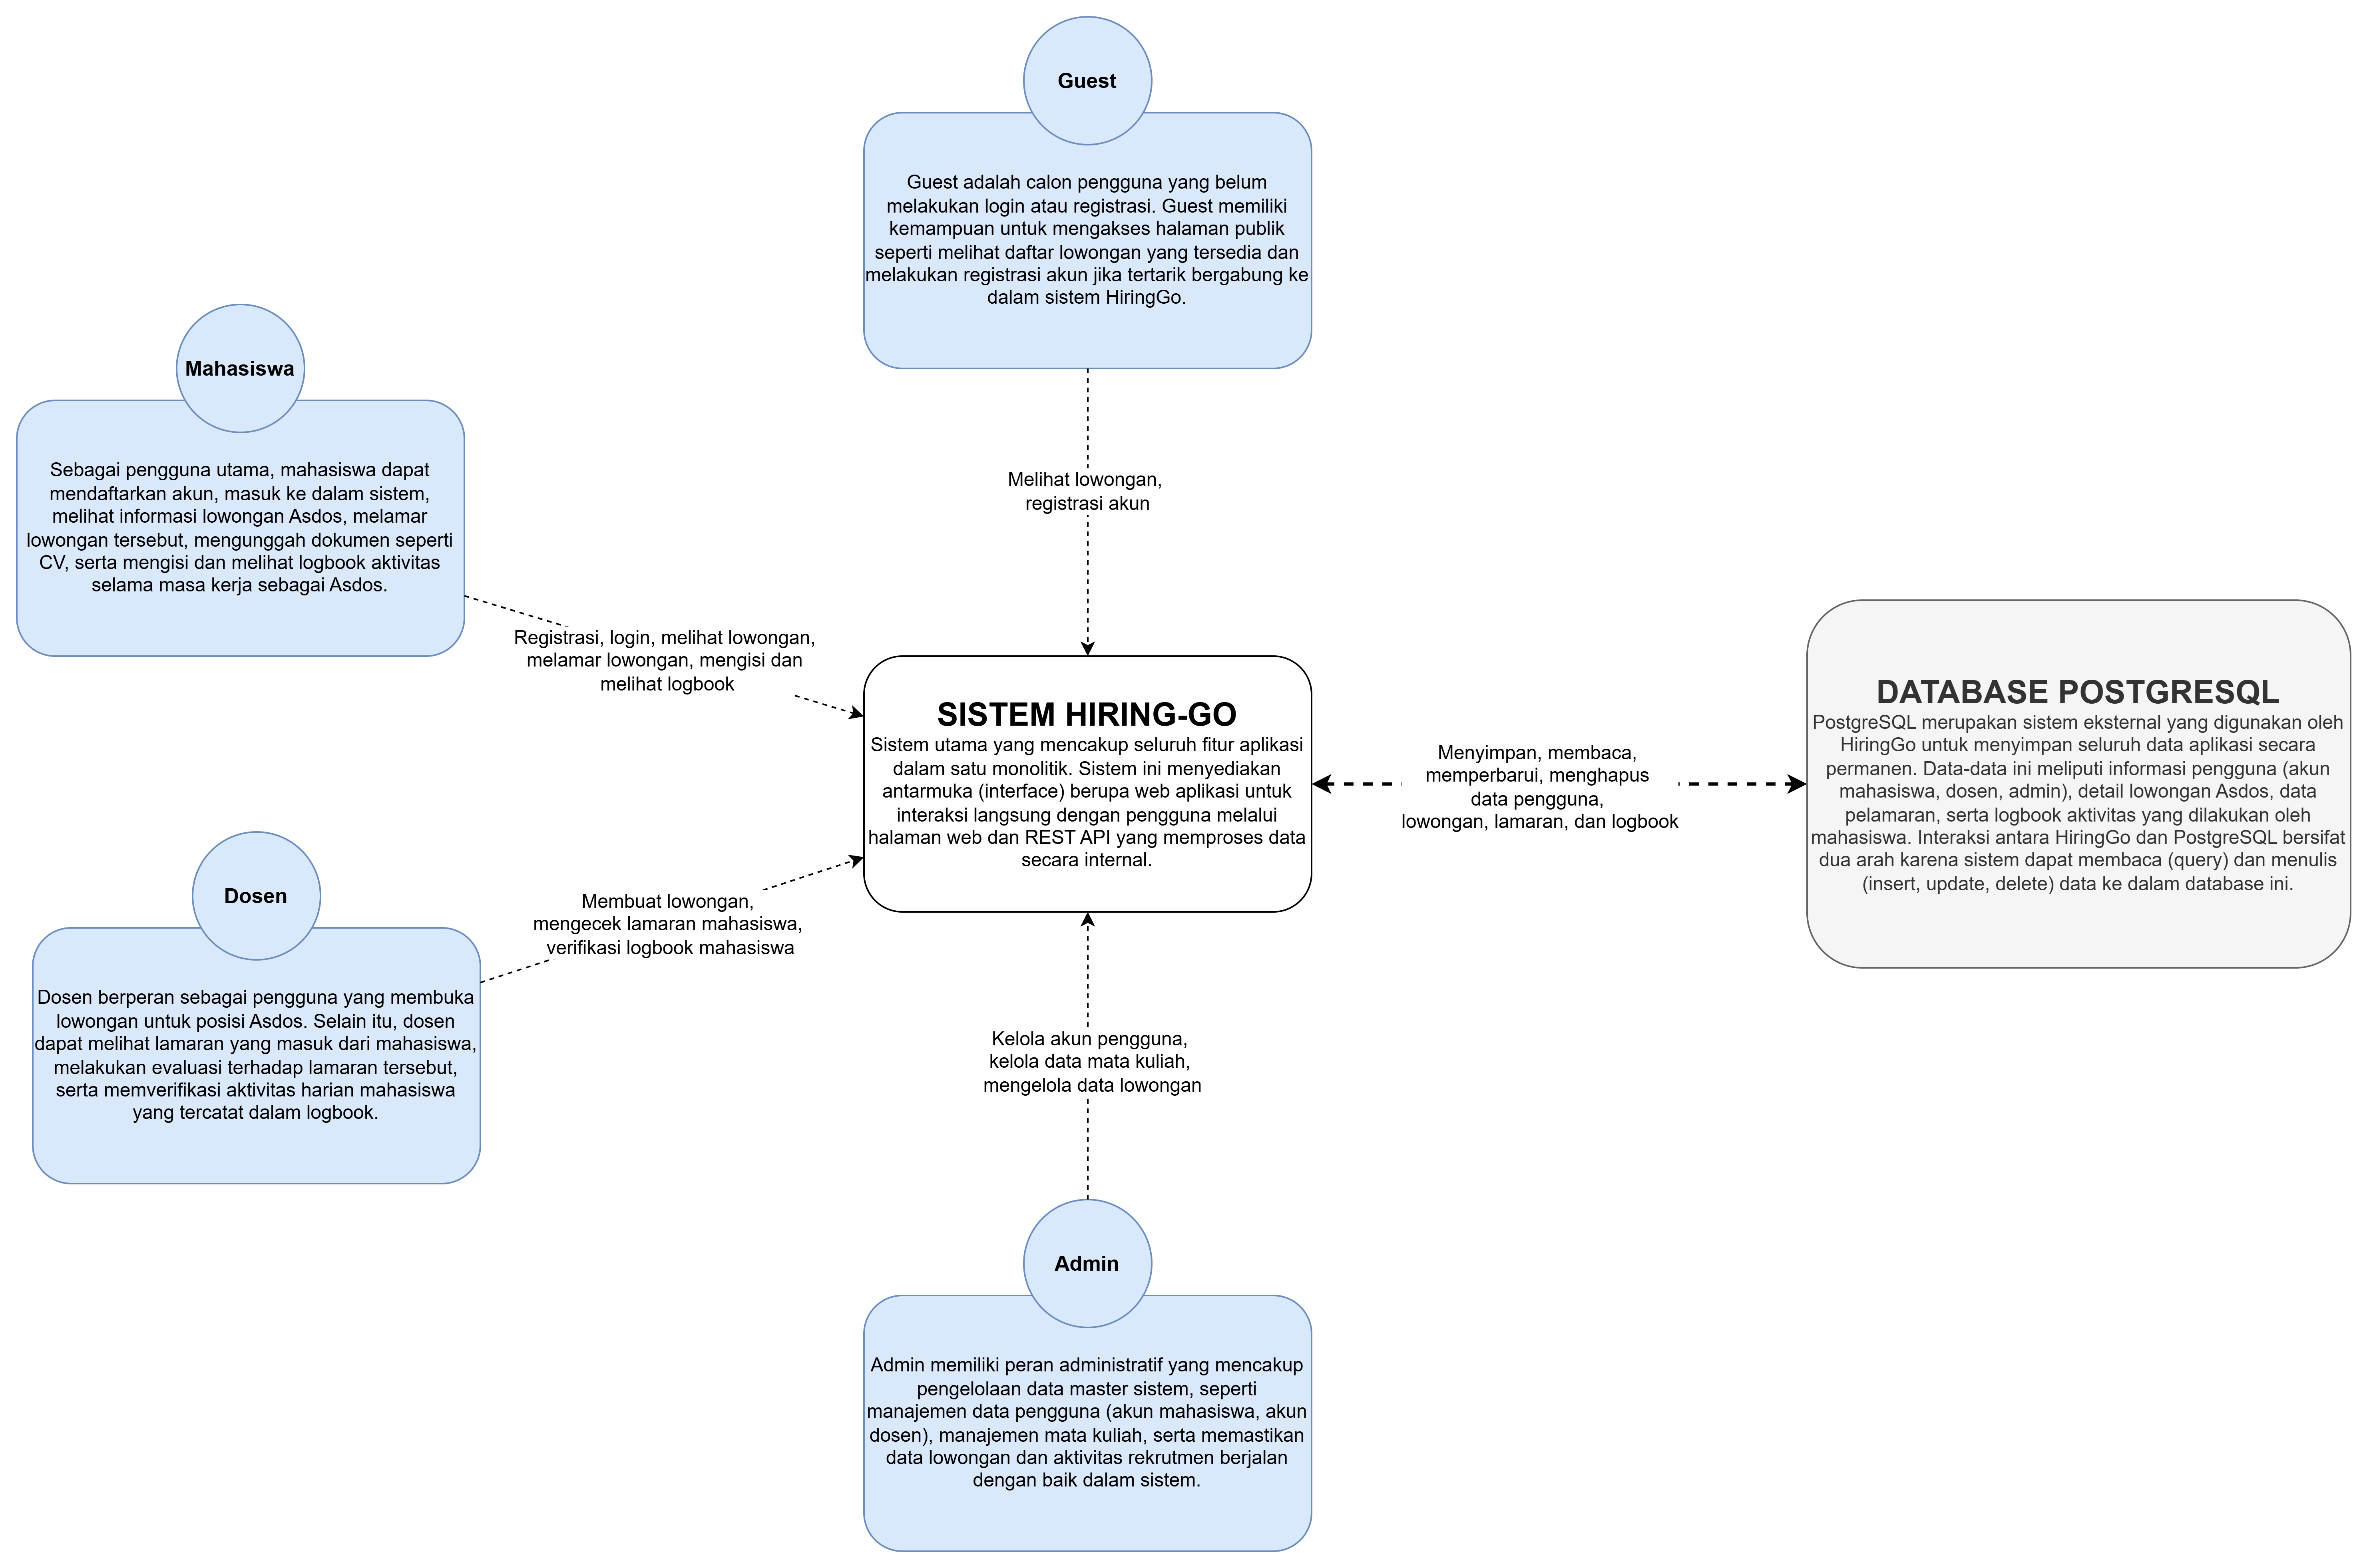 Guest
Guest adalah calon pengguna yang belum
melakukan login atau registrasi. Guest memiliki
kemampuan untuk mengakses halaman publik
seperti melihat daftar lowongan yang tersedia dan
melakukan registrasi akun jika tertarik bergabung ke
dalam sistem HiringGo.
Mahasiswa
Sebagai pengguna utama, mahasiswa dapat
mendaftarkan akun, masuk ke dalam sistem,
melihat informasi lowongan Asdos, melamar
lowongan tersebut, mengunggah dokumen seperti
CV, serta mengisi dan melihat logbook aktivitas
selama masa kerja sebagai Asdos.
Melihat lowongan,
registrasi akun
Registrasi, login, melihat lowongan,
melamar lowongan, mengisi dan
melihat logbook
SISTEM HIRING-GO
Sistem utama yang mencakup seluruh fitur aplikasi
dalam satu monolitik. Sistem ini menyediakan
antarmuka (interface) berupa web aplikasi untuk
interaksi langsung dengan pengguna melalui
halaman web dan REST API yang memproses data
secara internal.
Menyimpan, membaca,
memperbarui, menghapus
data pengguna,
lowongan, lamaran, dan logbook
DATABASE POSTGRESQL
PostgreSQL merupakan sistem eksternal yang digunakan oleh
HiringGo untuk menyimpan seluruh data aplikasi secara
permanen. Data-data ini meliputi informasi pengguna (akun
mahasiswa, dosen, admin), detail lowongan Asdos, data
pelamaran, serta logbook aktivitas yang dilakukan oleh
mahasiswa. Interaksi antara HiringGo dan PostgreSQL bersifat
dua arah karena sistem dapat membaca (query) dan menulis
(insert, update, delete) data ke dalam database ini.
Dosen
Dosen berperan sebagai pengguna yang membuka
lowongan untuk posisi Asdos. Selain itu, dosen
dapat melihat lamaran yang masuk dari mahasiswa,
melakukan evaluasi terhadap lamaran tersebut,
serta memverifikasi aktivitas harian mahasiswa
yang tercatat dalam logbook.
Membuat lowongan,
mengecek lamaran mahasiswa,
verifikasi logbook mahasiswa
Kelola akun pengguna,
kelola data mata kuliah,
mengelola data lowongan
Admin
Admin memiliki peran administratif yang mencakup
pengelolaan data master sistem, seperti
manajemen data pengguna (akun mahasiswa, akun
dosen), manajemen mata kuliah, serta memastikan
data lowongan dan aktivitas rekrutmen berjalan
dengan baik dalam sistem.